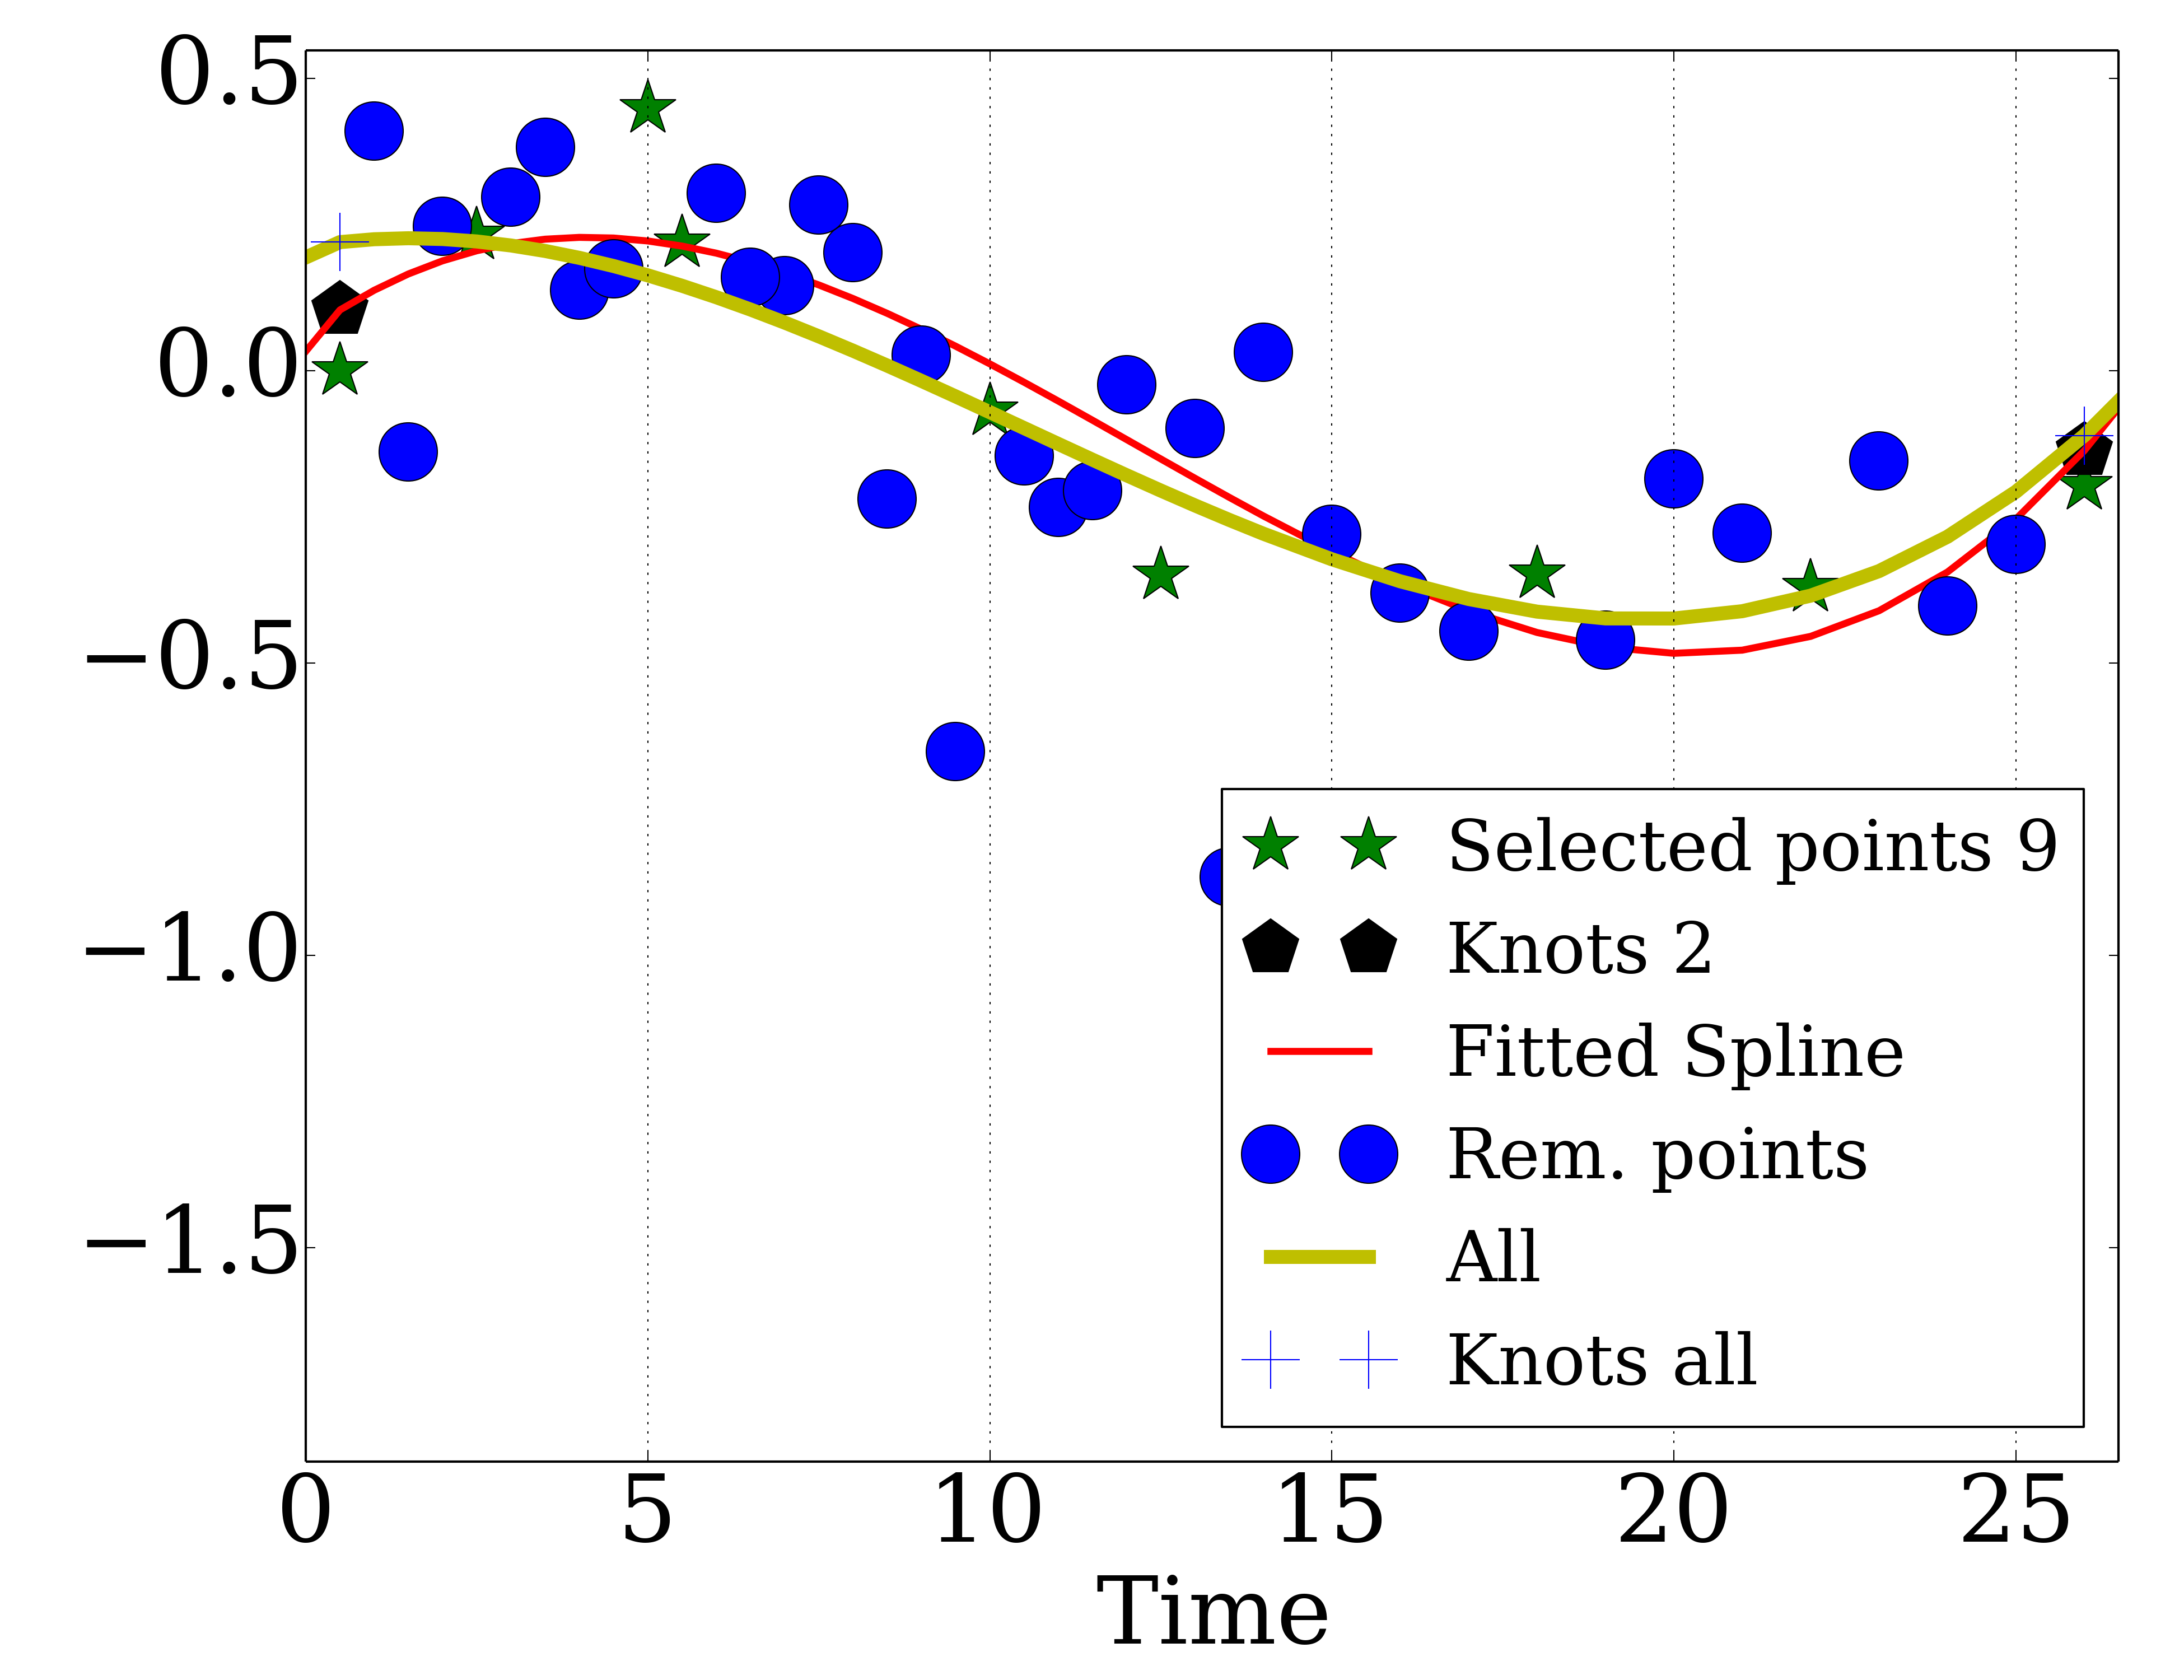 0.5
0.0
−0.5
−1.0
−1.5
Selected points 9
Knots 2
Fitted Spline
Rem. points
All
Knots all
0 5 10 15 20 25
Time